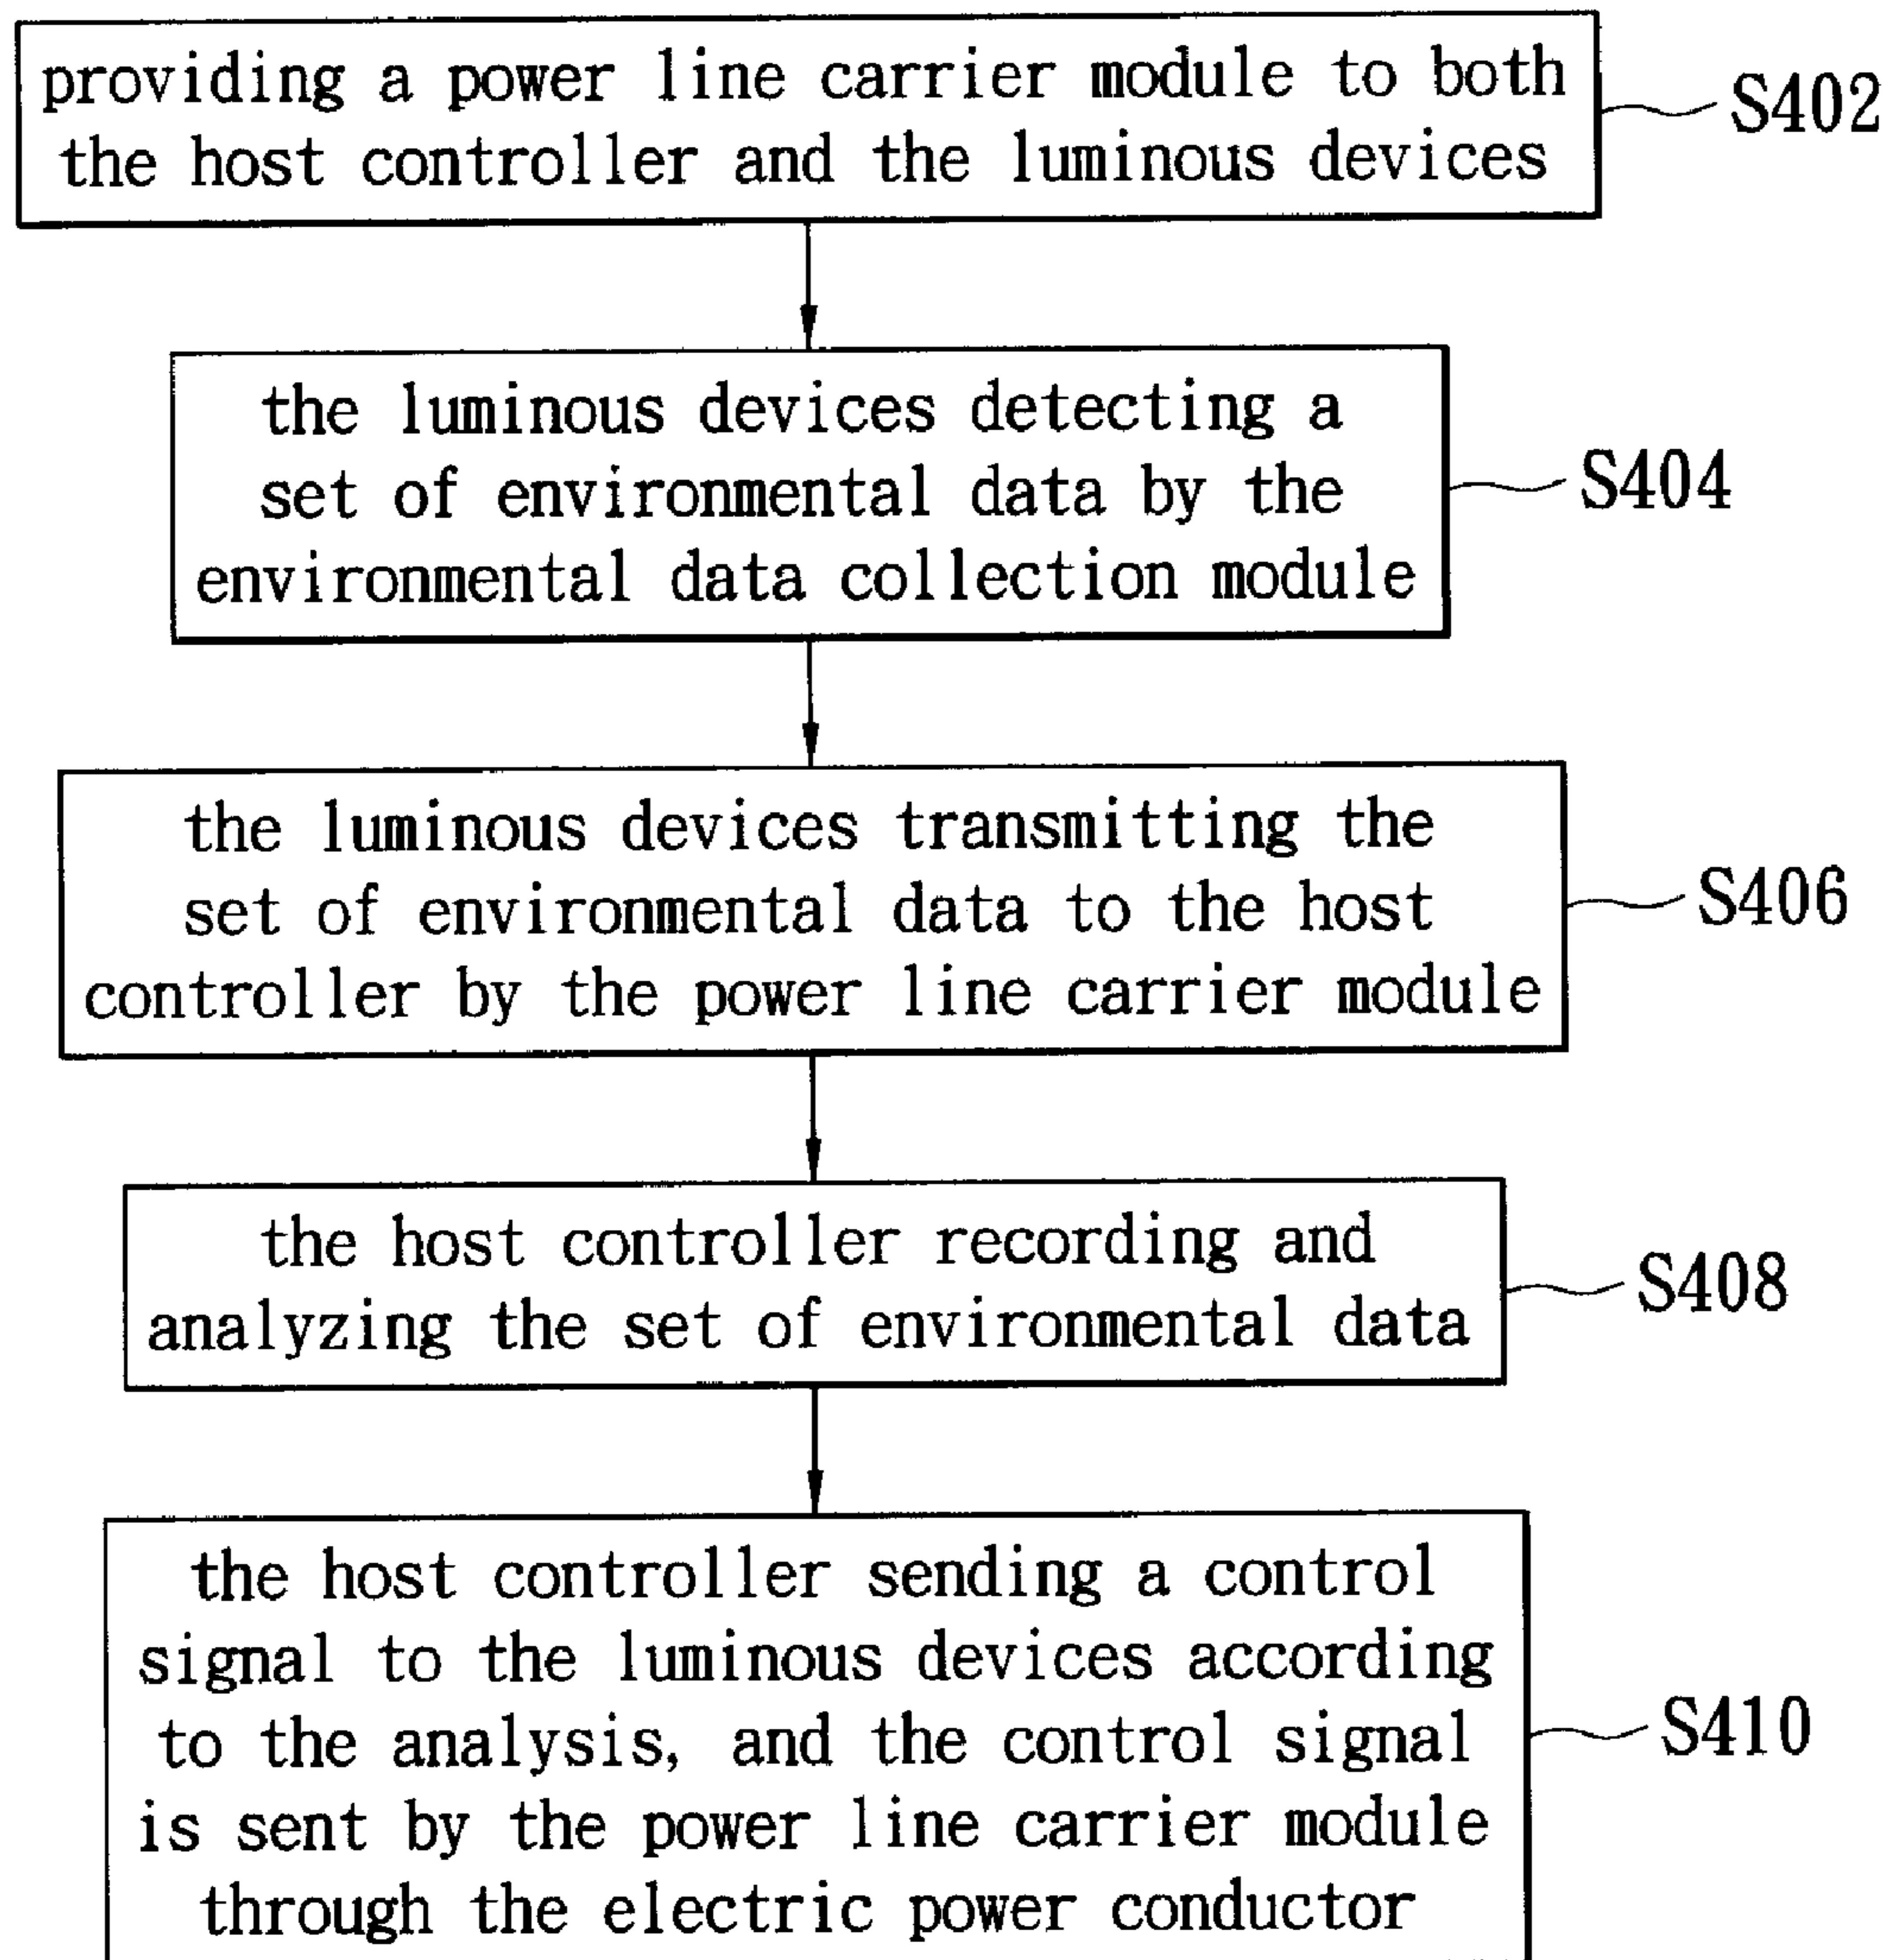 providing a power line carrier module to both
the host controller and the luminous devices
S402
the luminous devices detecting a
set of environmental data by the
environmental data collection module
S404
the luminous devices transmitting the
set of environmental data to the host
controller by the power line carrier module
S406
the host controller recording and
analyzing the set of environmental data
S408
the host controller sending a control
signal to the luminous devices according
to the analysis, and the control signal
is sent by the power line carrier module
through the electric power conductor
S410